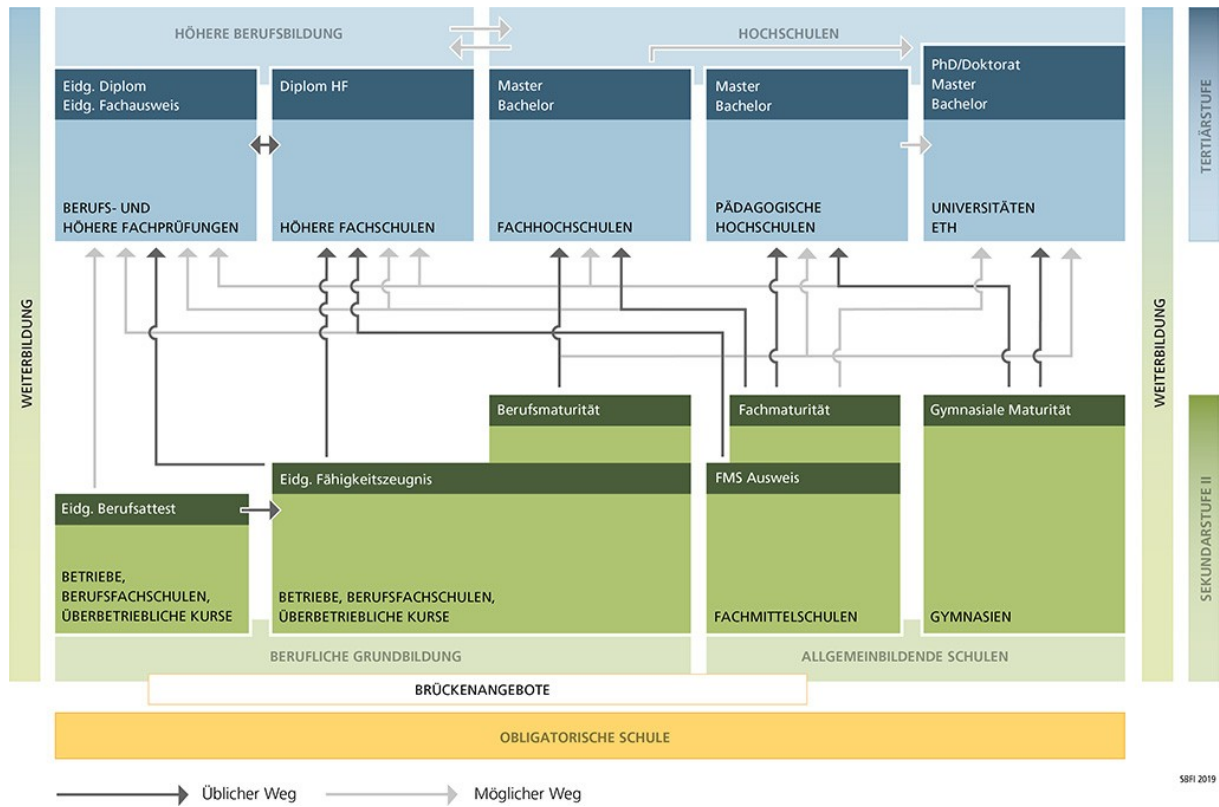 HÖHERE BERUFSBILDUNG
HOCHSCHULEN
Eidg. Diplom
Eidg. Fachausweis
Diplom HF
Master
Bachelor
Master
Bachelor
PhD/Doktorat
Master
Bachelor
BERUFS- UND
HÖHERE FACHPRÜFUNGEN
HÖHERE FACHSCHULEN
FACHHOCHSCHULEN
PÄDAGOGISCHE
HOCHSCHULEN
UNIVERSITÄTEN
ETH
WEITERBILDUNG
WEITERBILDUNG
TERTIÄRSTUFE
SEKUNDARSTUFE II
Berufsmaturität
Fachmaturität
Gymnasiale Maturität
Eidg. Fähigkeitszeugnis
FMS Ausweis
Eidg. Berufsattest
BETRIEBE,
BERUFSFACHSCHULEN,
ÜBERBETRIEBLICHE KURSE
BETRIEBE, BERUFSFACHSCHULEN,
ÜBERBETRIEBLICHE KURSE
FACHMITTELSCHULEN
GYMNASIEN
BERUFLICHE GRUNDBILDUNG
ALLGEMEINBILDENDE SCHULEN
BRÜCKENANGEBOTE
OBLIGATORISCHE SCHULE
Üblicher Weg
Möglicher Weg
SBFI 2019